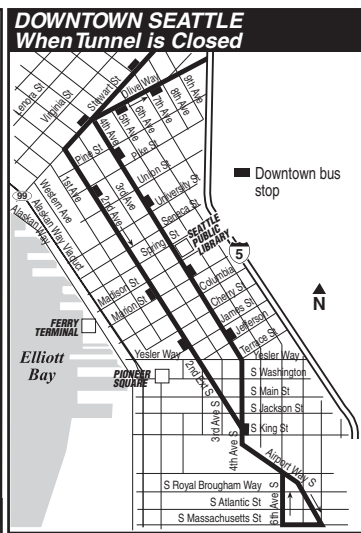 DOWNTOWN SEATTLE
When Tunnel is Closed
Lenora St
Virginia St
Stewart St
Olive Way
9th Ave
8th Ave
7th Ave
6th Ave
5th Ave
4th Ave
Pine St
Pike St
Union St
1st Ave
2nd Ave
3rd Ave
University St
Seneca St
Spring St
SEATTLE
PUBLIC
LIBRARY
Downtown bus
stop
99
Western Ave
Alaskan Way Viaduct
Alaskan Way
5
Madison St
Marion St
Columbia
Cherry St
James St
Jefferson
Terrace St
N
FERRY
TERMINAL
Elliott
Bay
Yesler Way
Yesler Way
PIONEER
SQUARE
2nd Ext S
3rd Ave S
4th Ave S
S Washington
S Main St
S Jackson St
S King St
Airport Way S
S Royal Brougham Way
S Atlantic St
S Massachusetts St
6th Ave S